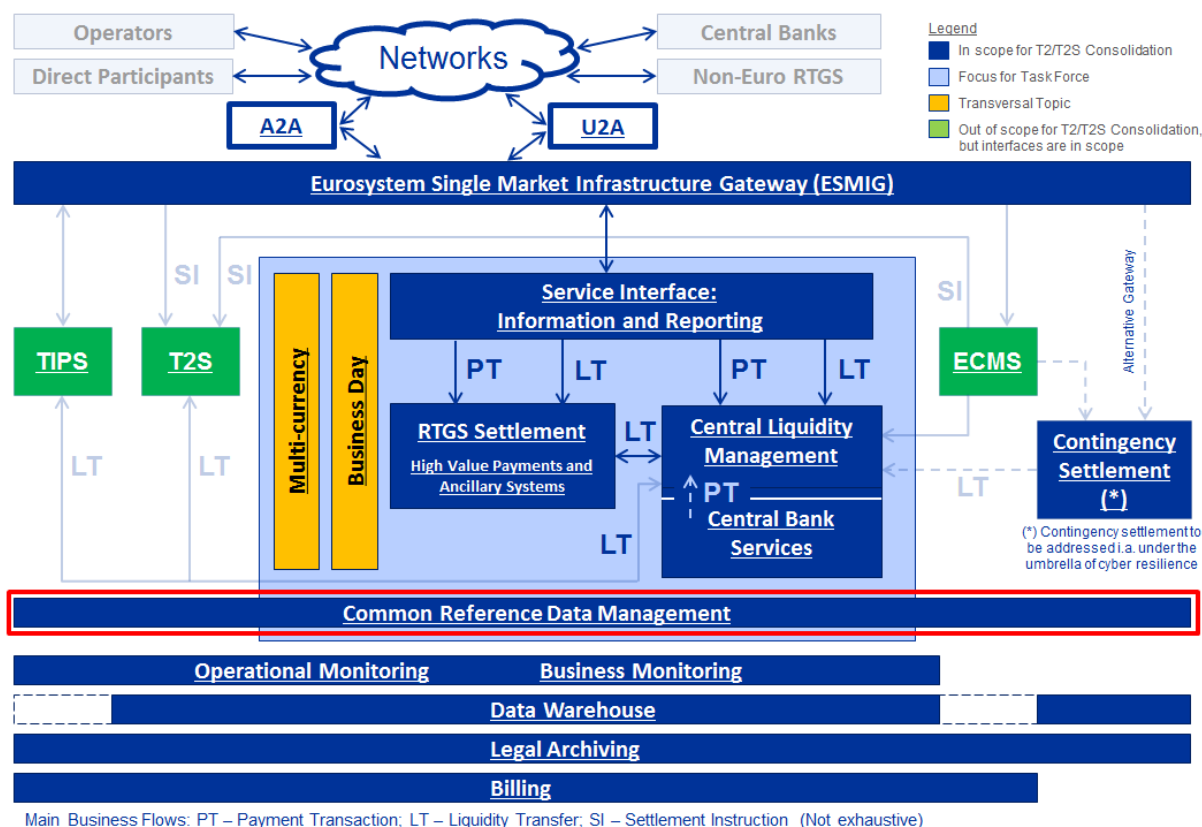 Operators
Direct Participants
Networks
Central Banks
Non-Euro RTGS
Legend
In scope for T2/T2S Consolidation
Focus for Task Force
Transversal Topic
Out of scope for T2/T2S Consolidation,
but interfaces are in scope
A2A
U2A
Eurosystem Single Market Infrastructure Gateway (ESMIG)
SI
SI
SI
Alternative Gateway
TIPS
T2S
ECMS
Multi-currency
Business Day
Service Interface:
Information and Reporting
PT
LT
PT
LT
RTGS Settlement
High Value Payments and
Ancillary Systems
LT
Central Liquidity
Management
PT
Central Bank
Services
LT
LT
LT
LT
Contingency
Settlement
(*)
(*) Contingency settlement to
be addressed i.a. under the
umbrella of cyber resilience
Common Reference Data Management
Operational Monitoring
Business Monitoring
Data Warehouse
Legal Archiving
Billing
Main Business Flows: PT – Payment Transaction; LT – Liquidity Transfer; SI – Settlement Instruction (Not exhaustive)